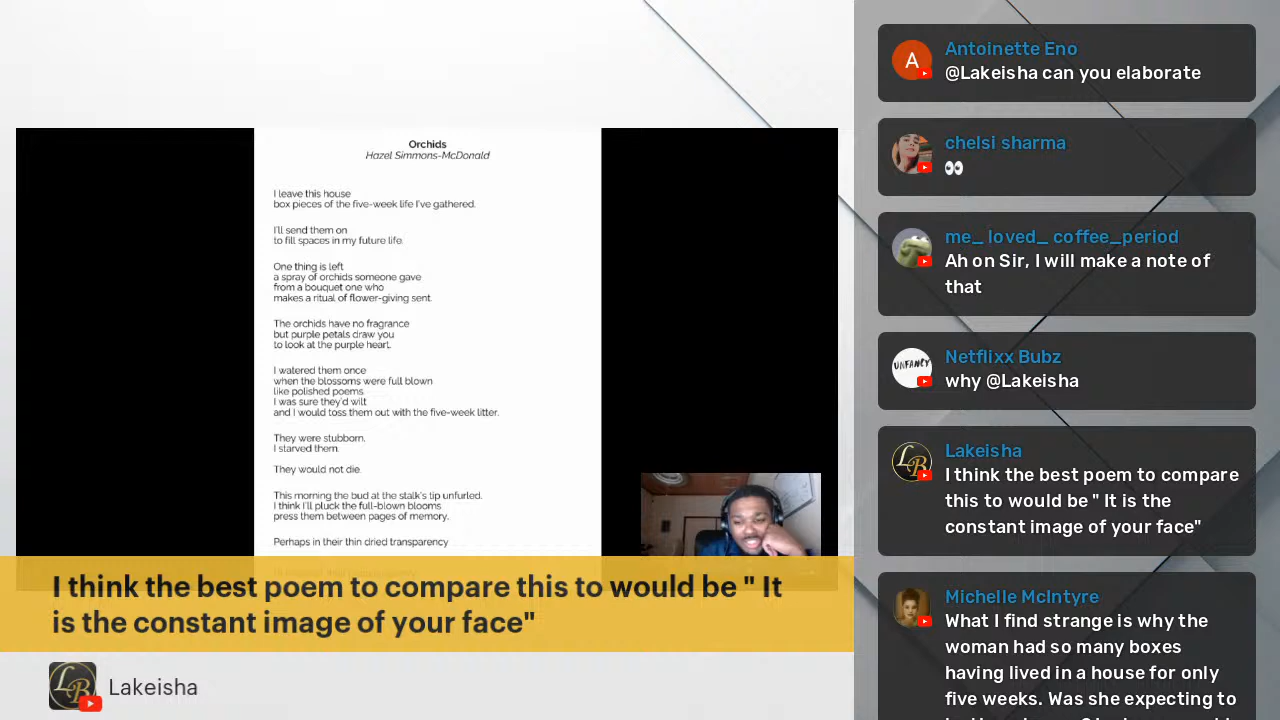 Orchids
Hazel Simmons-McDonald
I leave this house
box pieces of the five-week life I've gathered.
I'll send them on
to fill spaces in my future life.
One thing is left
a spray of orchids someone gave
from a bouquet one who
makes a ritual of flower-giving sent.
The orchids have no fragrance
but purple petals draw you
to look at the purple heart.
I watered them once
when the blossoms were full blown
like polished poems.
I was sure they'd wilt
and I would toss them out with the five-week litter.
They were stubborn.
I starved them.
They would not die.
This morning the bud at the stalk's tip unfurled.
I think I'll pluck the full-blown blooms
press them between pages of memory.
Perhaps in their thin dried transparency
I think the best poem to compare this to would be " It
is the constant image of your face"
LB
Lakeisha
A
Antoinette Eno
@Lakeisha can you elaborate
chelsi sharma
👀
me_ loved_ coffee_period
Ah on Sir, I will make a note of
that
UNFANCY
Netflixx Bubz
why @Lakeisha
LB
Lakeisha
I think the best poem to compare
this to would be " It is the
constant image of your face"
Michelle McIntyre
What I find strange is why the
woman had so many boxes
having lived in a house for only
five weeks. Was she expecting to